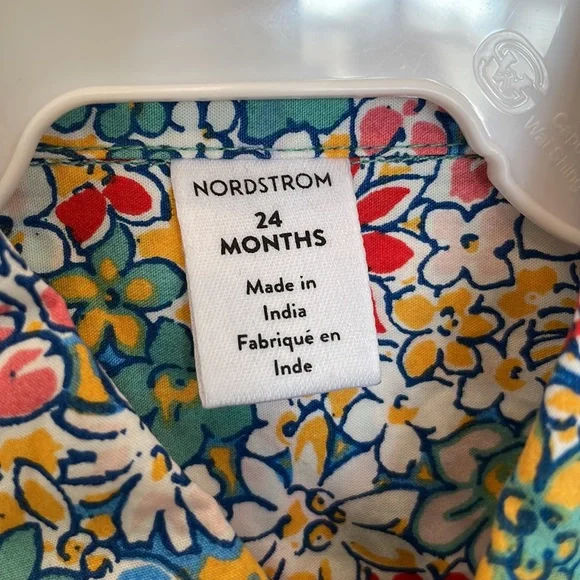 NORDSTROM
24
MONTHS
Made in
India
Fabriqué en
Inde